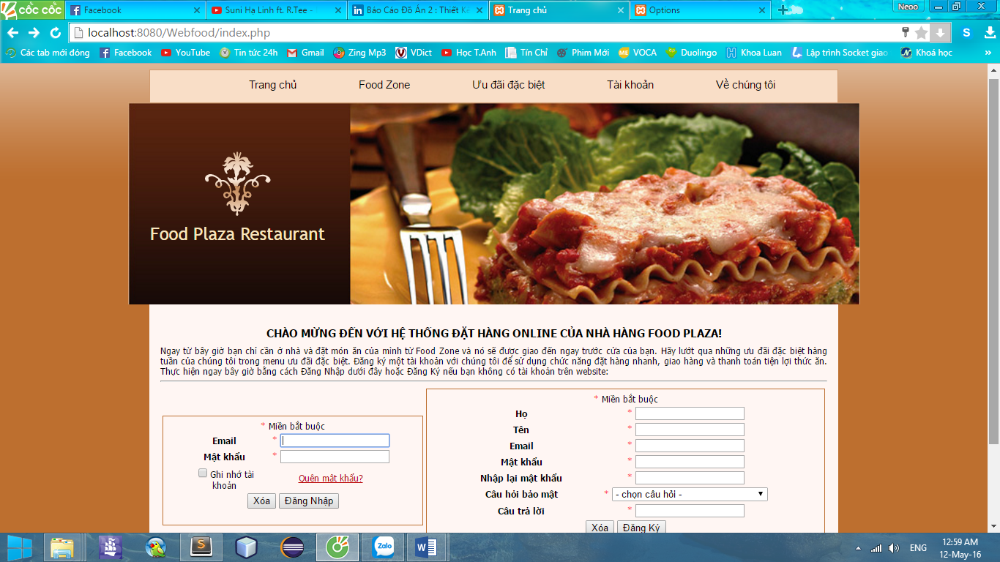 CỐC CỐC
Facebook
Suni Hạ Linh ft. R.Tee -
Báo Cáo Đồ Án 2 : Thiết Kế
Trang chủ
Options
Neoo
localhost:8080/Webfood/index.php
Các tab mới đóng
Facebook
YouTube
Tin tức 24h
Gmail
Zing Mp3
VDict
Học T.Anh
Tín Chỉ
Phim Mới
VOCA
Duolingo
Khoa Luan
Lập trình Socket giao
Khoá học
»
Trang chủ
Food Zone
Ưu đãi đặc biệt
Tài khoản
Về chúng tôi
Food Plaza Restaurant
CHÀO MỪNG ĐẾN VỚI HỆ THỐNG ĐẶT HÀNG ONLINE CỦA NHÀ HÀNG FOOD PLAZA!
Ngay từ bây giờ bạn chỉ cần ở nhà và đặt món ăn của mình từ Food Zone và nó sẽ được giao đến ngay trước cửa của bạn. Hãy lướt qua những ưu đãi đặc biệt hàng
tuần của chúng tôi trong menu ưu đãi đặc biệt. Đăng ký một tài khoản với chúng tôi để sử dụng chức năng đặt hàng nhanh, giao hàng và thanh toán tiện lợi thức ăn.
Thực hiện ngay bây giờ bằng cách Đăng Nhập dưới đây hoặc Đăng Ký nếu bạn không có tài khoản trên website:
* Miền bắt buộc
Email *
Mật khẩu *
Ghi nhớ tài
khoản
Quên mật khẩu?
Xóa
Đăng Nhập
* Miền bắt buộc
Họ *
Tên *
Email *
Mật khẩu *
Nhập lại mật khẩu *
Câu hỏi bảo mật * - chọn câu hỏi -
Câu trả lời *
Xóa
Đăng Ký
Zalo
ENG
12:59 AM
12-May-16